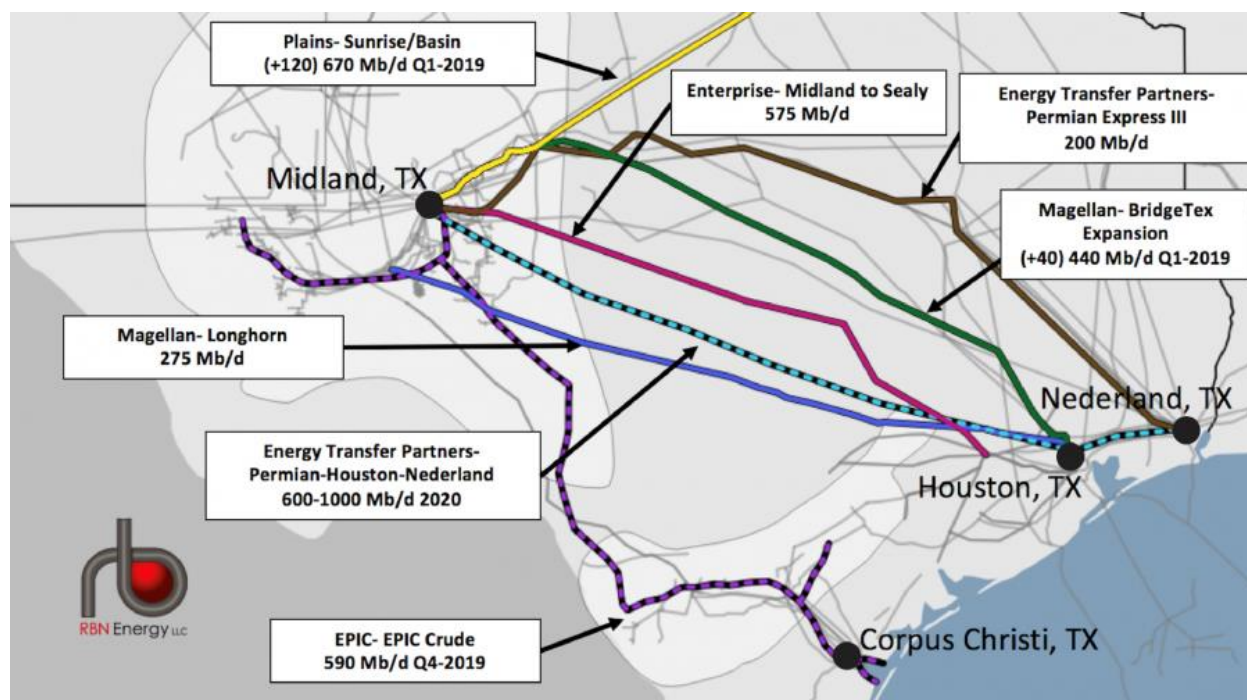 Plains- Sunrise/Basin
(+120) 670 Mb/d Q1-2019
Enterprise- Midland to Sealy
575 Mb/d
Energy Transfer Partners-
Permian Express III
200 Mb/d
Midland, TX
Magellan- BridgeTex
Expansion
(+40) 440 Mb/d Q1-2019
Magellan- Longhorn
275 Mb/d
Nederland, TX
Energy Transfer Partners-
Permian-Houston-Nederland
600-1000 Mb/d 2020
Houston, TX
RBN Energy LLC
EPIC- EPIC Crude
590 Mb/d Q4-2019
Corpus Christi, TX